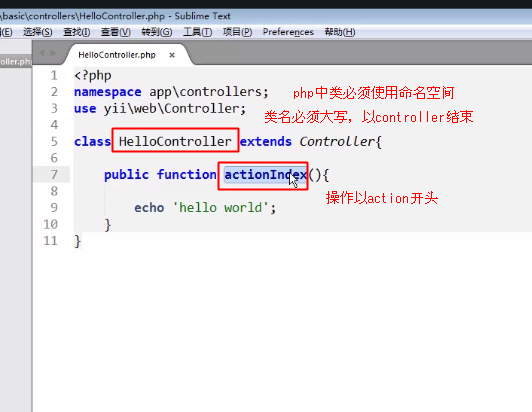 \basic\controllers\HelloController.php - Sublime Text
(E) 选择(S) 查找(I) 查看(V) 转到(G) 工具(T) 项目(P) Preferences 帮助(H)
ller.php
HelloController.php ×
1 <?php
2 namespace app\controllers;
php中类必须使用命名空间
3 use yii\web\Controller;
类名必须大写，以controller结束
4
5 class HelloController extends Controller{
6
7 public function actionIndex(){
操作以action开头
8
9 echo 'hello world';
10 }
11 }